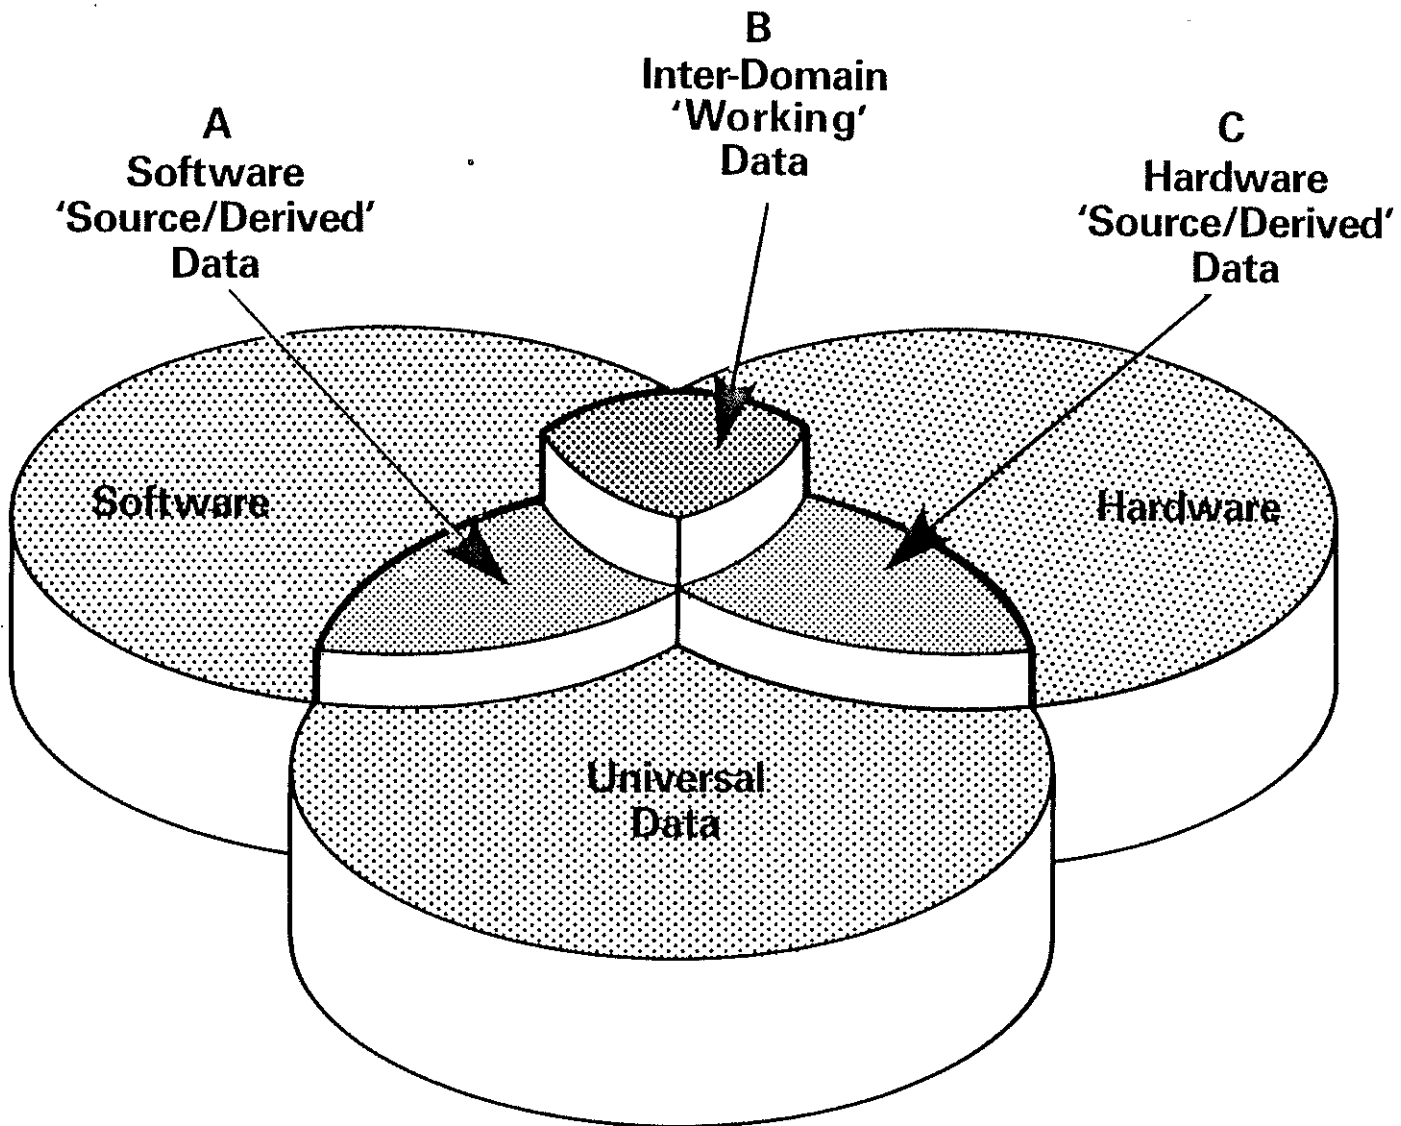 B
Inter-Domain
‘Working’
Data
A
Software
‘Source/Derived’
Data
C
Hardware
‘Source/Derived’
Data
Software
Hardware
Universal
Data